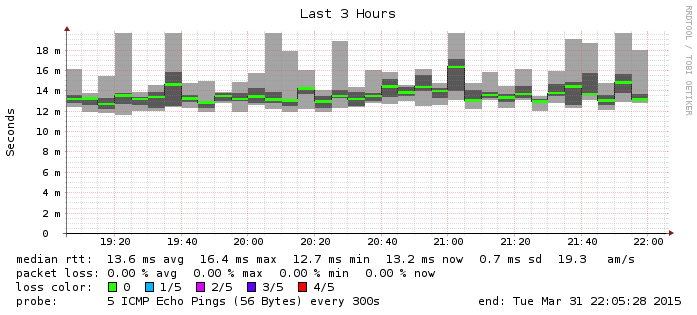 Last 3 Hours
RRDTOOL / TOBI OETIKER
Seconds
18 m
16 m
14 m
12 m
10 m
8 m
6 m
4 m
2 m
0
19:20 19:40 20:00 20:20 20:40 21:00 21:20 21:40 22:00
median rtt: 13.6 ms avg 16.4 ms max 12.7 ms min 13.2 ms now 0.7 ms sd 19.3 am/s
packet loss: 0.00 % avg 0.00 % max 0.00 % min 0.00 % now
loss color: 0 1/5 2/5 3/5 4/5
probe: 5 ICMP Echo Pings (56 Bytes) every 300s end: Tue Mar 31 22:05:28 2015